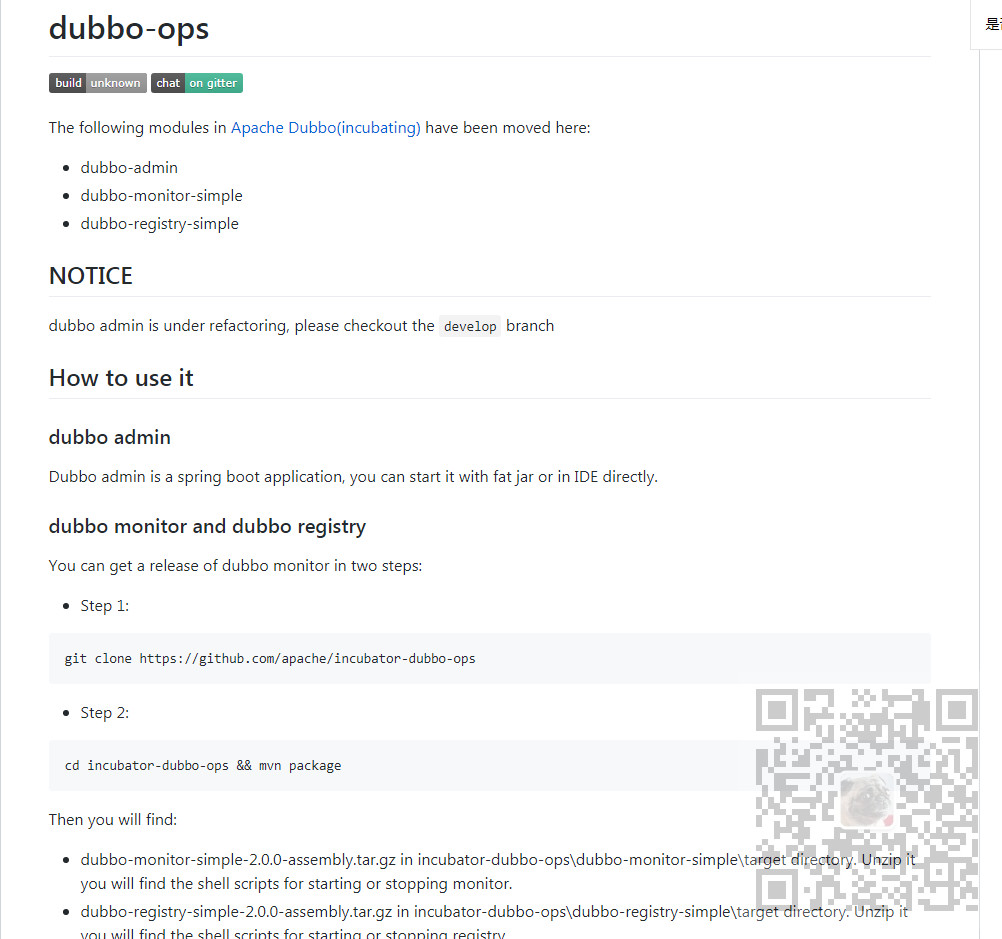 dubbo-ops
build unknown chat on gitter
The following modules in Apache Dubbo(incubating) have been moved here:
dubbo-admin
dubbo-monitor-simple
dubbo-registry-simple
NOTICE
dubbo admin is under refactoring, please checkout the develop branch
How to use it
dubbo admin
Dubbo admin is a spring boot application, you can start it with fat jar or in IDE directly.
dubbo monitor and dubbo registry
You can get a release of dubbo monitor in two steps:
Step 1:
git clone https://github.com/apache/incubator-dubbo-ops
Step 2:
cd incubator-dubbo-ops && mvn package
Then you will find:
dubbo-monitor-simple-2.0.0-assembly.tar.gz in incubator-dubbo-ops\dubbo-monitor-simple\target directory. Unzip it
you will find the shell scripts for starting or stopping monitor.
dubbo-registry-simple-2.0.0-assembly.tar.gz in incubator-dubbo-ops\dubbo-registry-simple\target directory. Unzip it
you will find the shell scripts for starting or stopping registry.
是